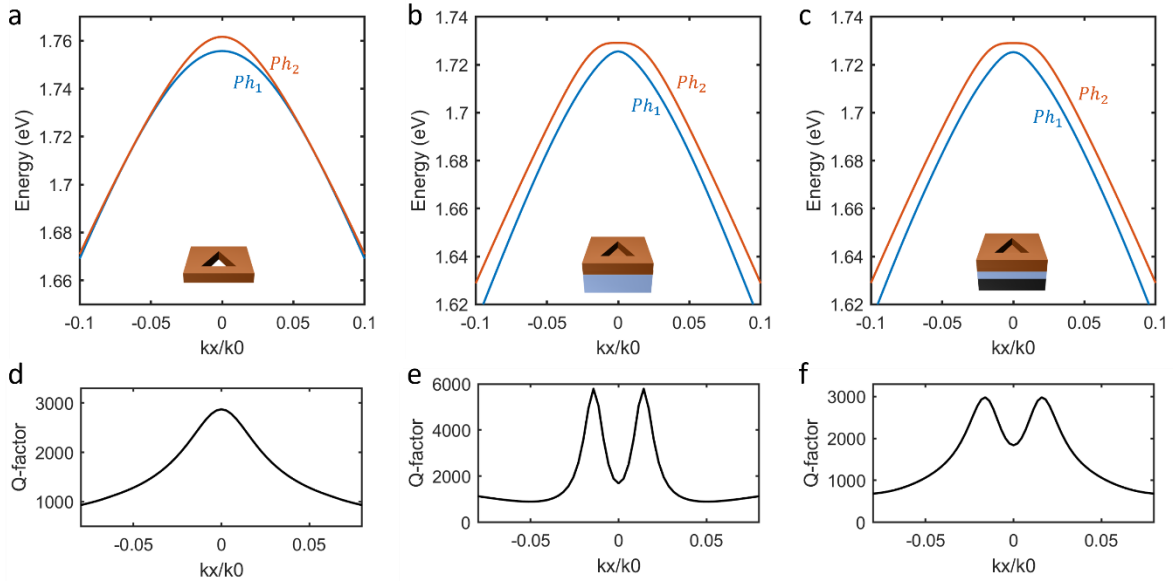 a
1.76
1.74
1.72
1.7
1.68
1.66
Energy (eV)
Ph₂
Ph₁
-0.1
-0.05
0
0.05
0.1
kx/k0
b
1.74
1.72
1.7
1.68
1.66
1.64
1.62
Energy (eV)
Ph₂
Ph₁
-0.1
-0.05
0
0.05
0.1
kx/k0
c
1.74
1.72
1.7
1.68
1.66
1.64
1.62
Energy (eV)
Ph₂
Ph₁
-0.1
-0.05
0
0.05
0.1
kx/k0
d
3000
2000
1000
Q-factor
-0.05
0
0.05
kx/k0
e
6000
4000
2000
0
Q-factor
-0.05
0
0.05
kx/k0
f
3000
2000
1000
0
Q-factor
-0.05
0
0.05
kx/k0